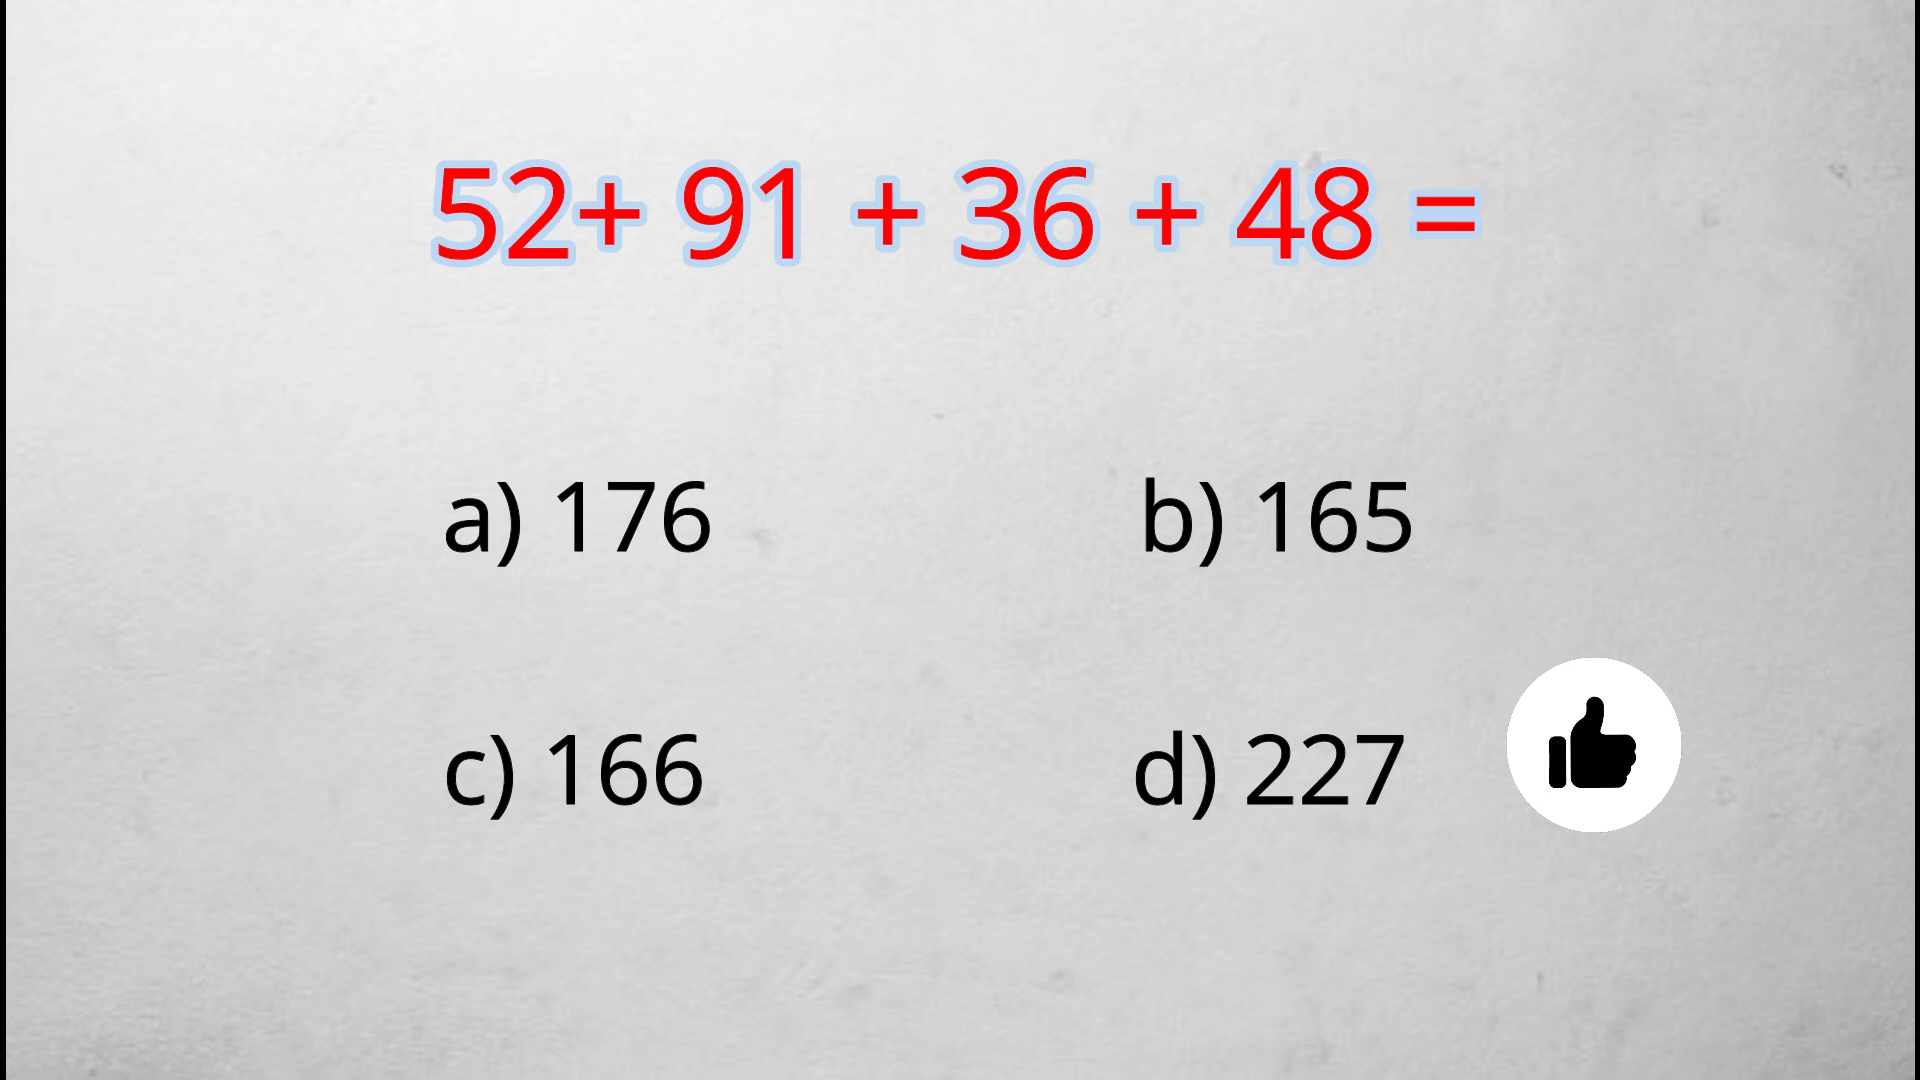 52+ 91 + 36 + 48 =
a) 176 b) 165
c) 166 d) 227